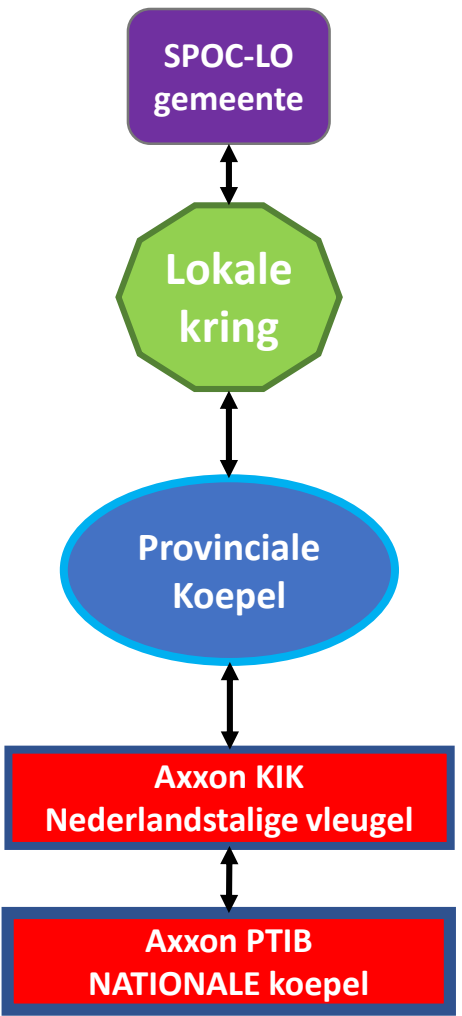 SPOC-LO
gemeente
Lokale
kring
Provinciale
Koepel
Axxon KIK
Nederlandstalige vleugel
Axxon PTIB
NATIONALE koepel